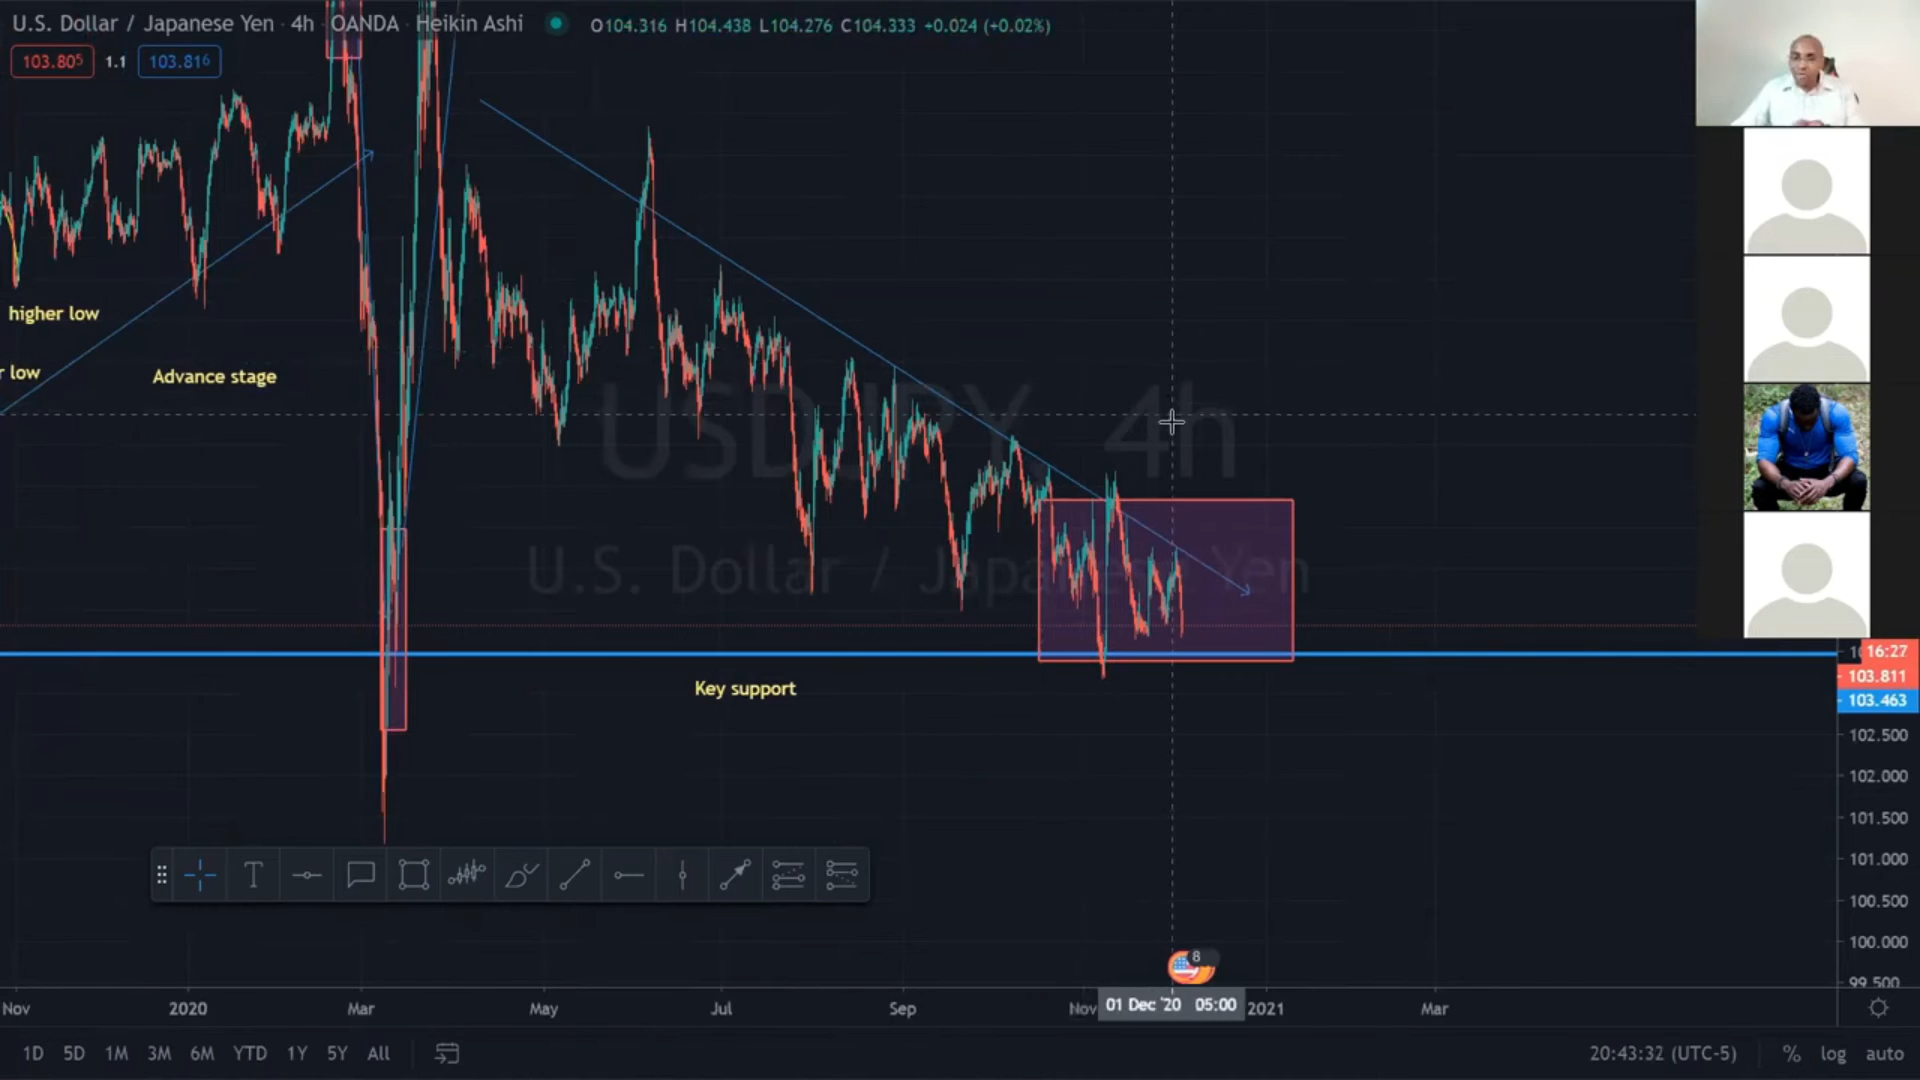 U.S. Dollar / Japanese Yen · 4h · OANDA · Heikin Ashi
O104.316 H104.438 L104.276 C104.333 +0.024 (+0.02%)
103.805 1.1 103.816
higher low
r low
Advance stage
USDJPY, 4h
U.S. Dollar / Japanese Yen
Key support
16:27
103.811
103.463
102.500
102.000
101.500
101.000
100.500
100.000
99.500
8
Nov 2020 Mar May Jul Sep Nov 01 Dec '20 05:00 2021 Mar
1D 5D 1M 3M 6M YTD 1Y 5Y All
20:43:32 (UTC-5) % log auto